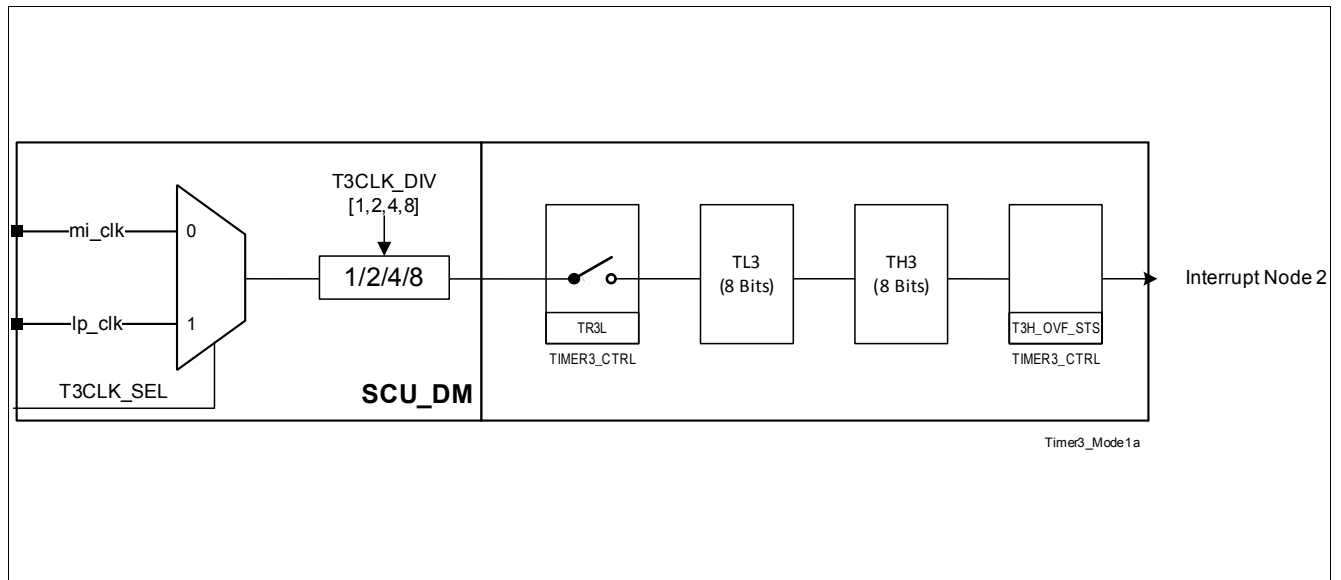 T3CLK_DIV
[1,2,4,8]
mi_clk
0
1/2/4/8
TL3
(8 Bits)
TH3
(8 Bits)
Interrupt Node 2
lp_clk
1
TR3L
T3H_OVF_STS
TIMER3_CTRL
TIMER3_CTRL
T3CLK_SEL
SCU_DM
Timer3_Mode1a